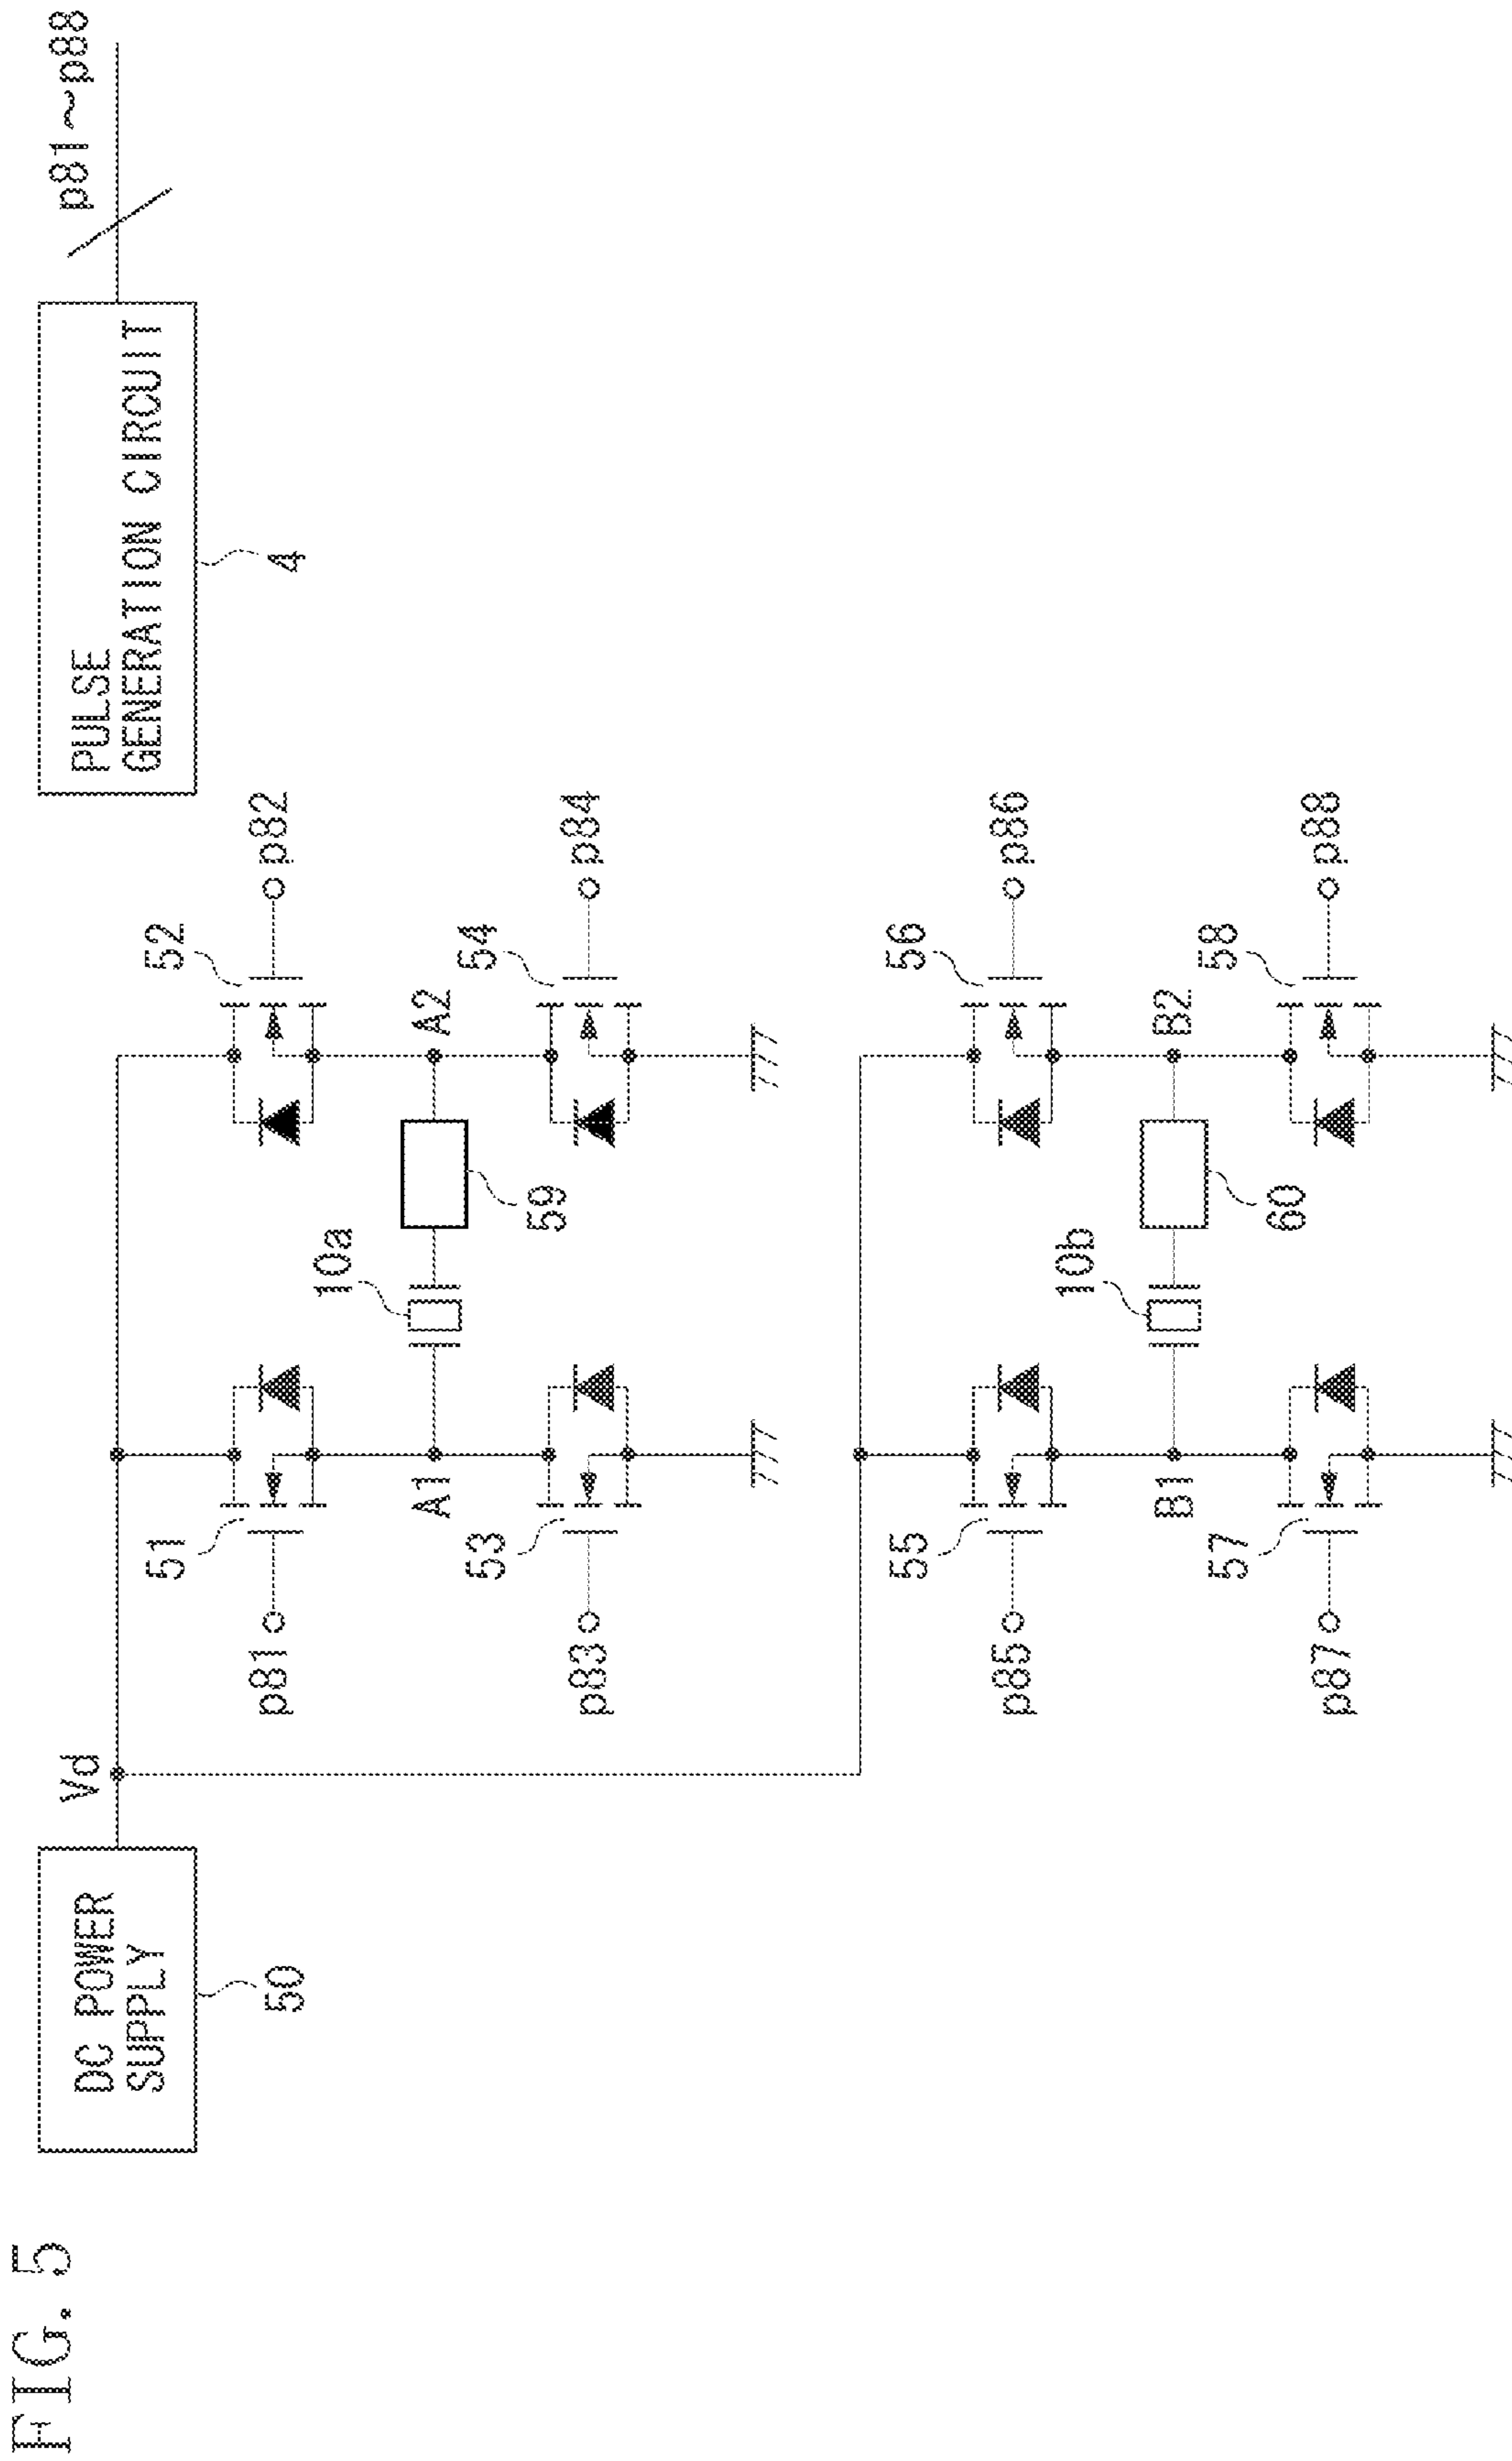 FIG. 5
DC POWER
SUPPLY
50
Vd
PULSE
GENERATION CIRCUIT
4
p81~p88
p81
51
52
p82
10a
A1
A2
59
p83
53
54
p84
p85
55
56
p86
10b
B1
B2
60
p87
57
58
p88